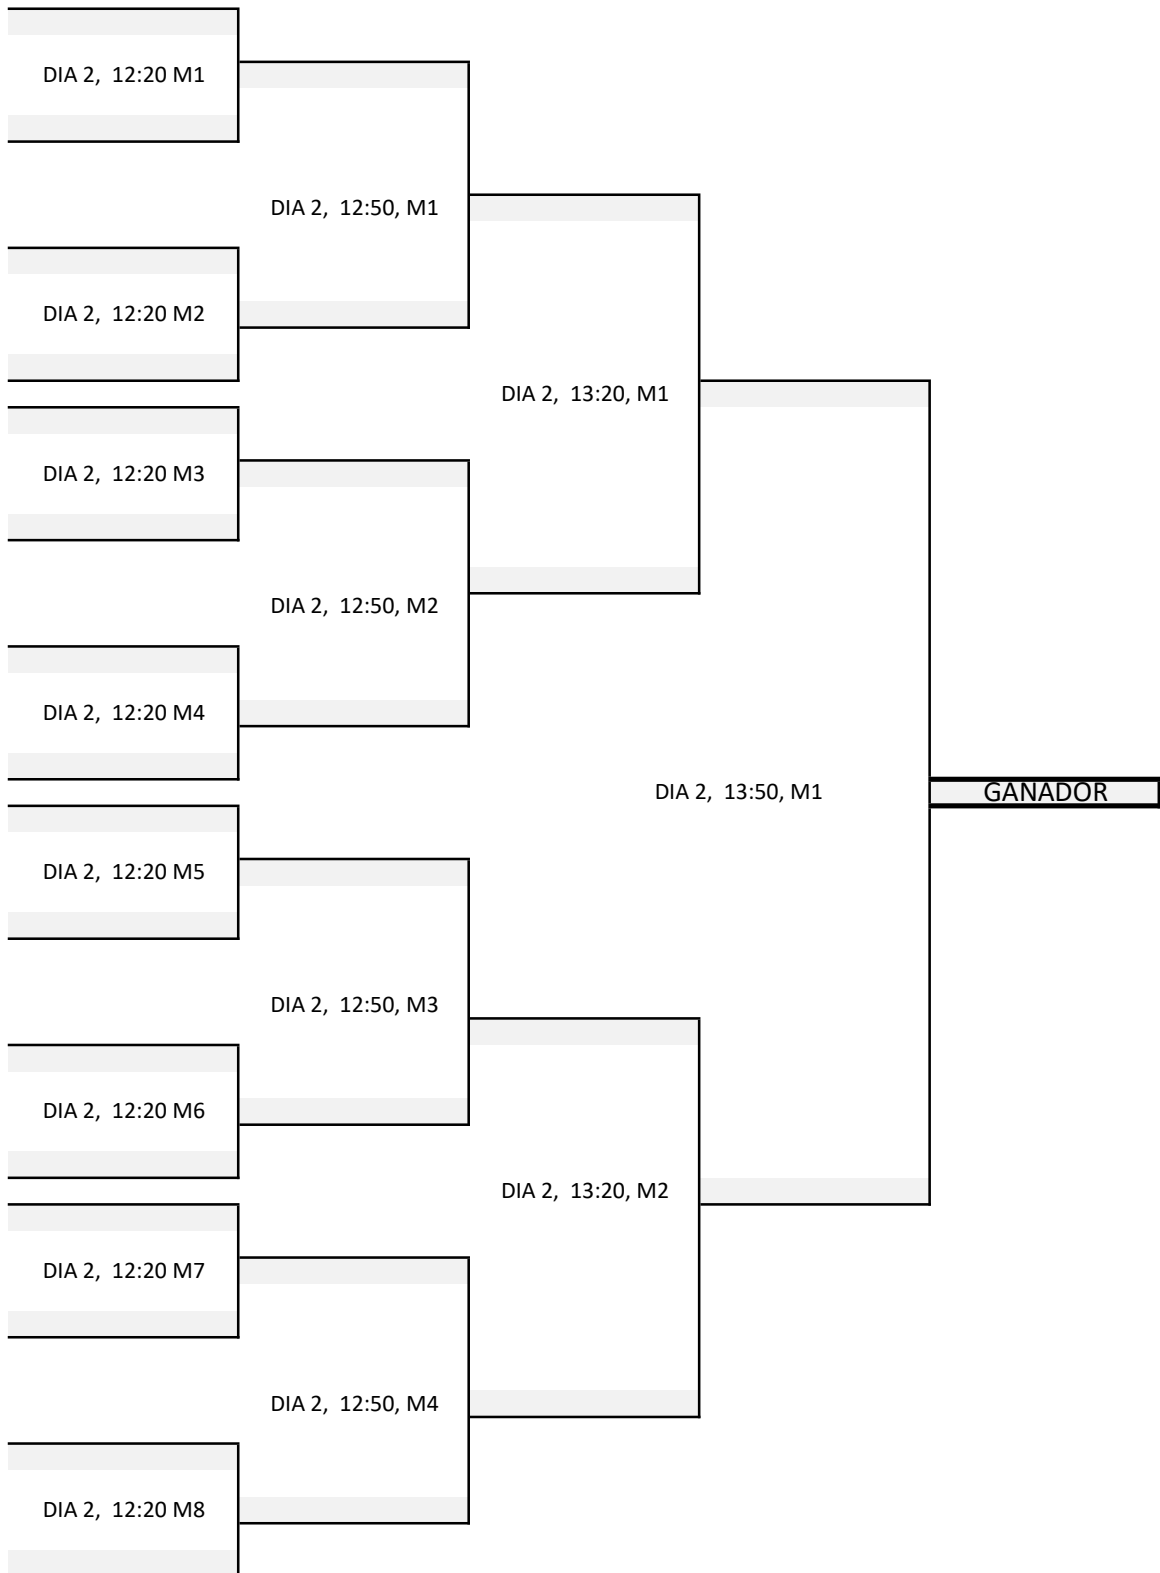 DIA 2,  12:20 M1
DIA 2,  12:50, M1
DIA 2,  12:20 M2
DIA 2,  13:20, M1
DIA 2,  12:20 M3
DIA 2,  12:50, M2
DIA 2,  12:20 M4
DIA 2,  13:50, M1
GANADOR
DIA 2,  12:20 M5
DIA 2,  12:50, M3
DIA 2,  12:20 M6
DIA 2,  13:20, M2
DIA 2,  12:20 M7
DIA 2,  12:50, M4
DIA 2,  12:20 M8